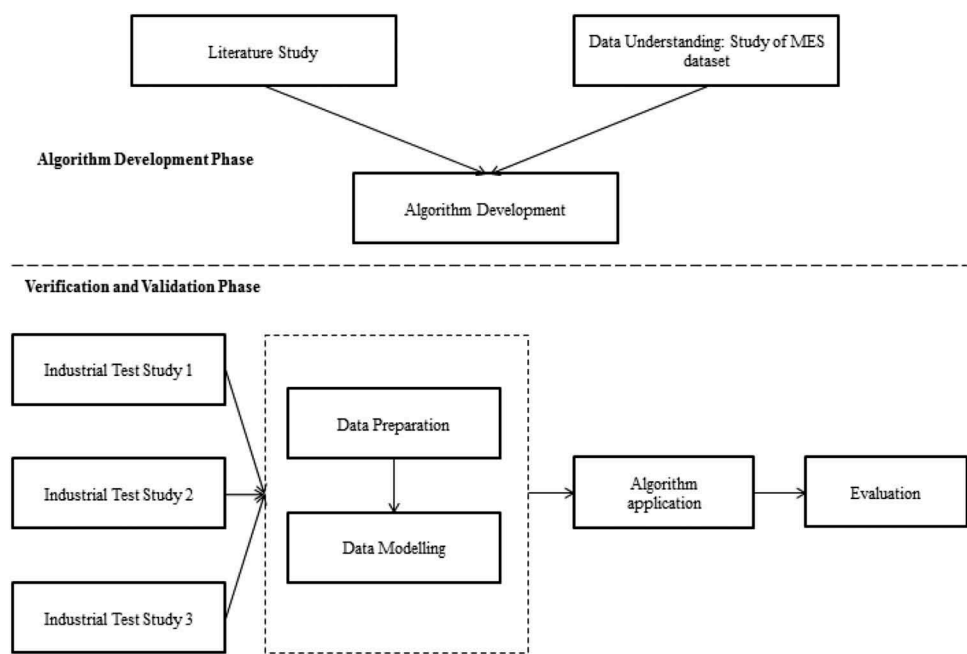 Literature Study
Data Understanding: Study of MES
dataset
Algorithm Development Phase
Algorithm Development
Verification and Validation Phase
Industrial Test Study 1
Data Preparation
Industrial Test Study 2
Algorithm
application
Evaluation
Data Modelling
Industrial Test Study 3